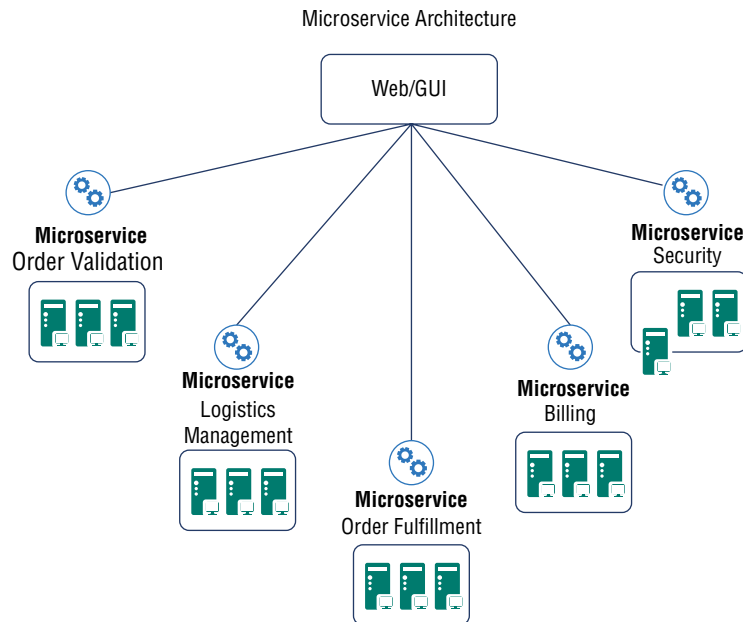 Microservice Architecture
Web/GUI
Microservice
Order Validation
Microservice
Logistics
Management
Microservice
Order Fulfillment
Microservice
Billing
Microservice
Security